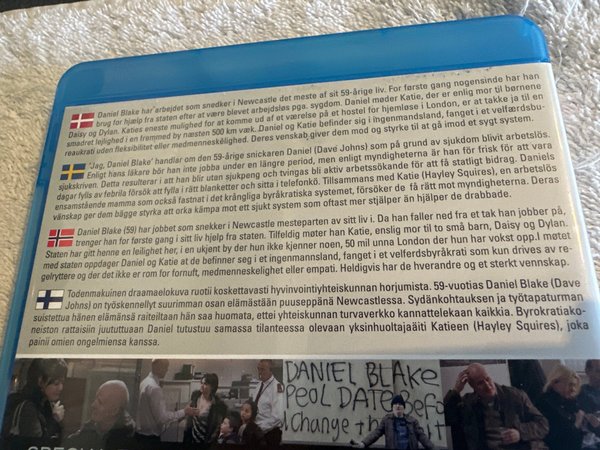 Daniel Blake har arbejdet som snedker i Newcastle det meste af sit 59-årige liv. For første gang nogensinde har han
brug for hjælp fra staten efter at være blevet arbejdsløs pga. sygdom. Daniel møder Katie, der er enlig mor til børnene
Daisy og Dylan. Katies eneste mulighed for at komme ud af et værelse på et hostel for hjemløse i London, er at takke ja til en
smadret lejlighed i en fremmed by næsten 500 km væk. Daniel og Katie befinder sig i ingenmandsland, fanget i et velfærdsbu-
reaukrati uden fleksibilitet eller medmenneskelighed. Deres venskab giver dem mod og styrke til at gå imod et sygt system.
'Jag, Daniel Blake' handlar om den 59-årige snickaren Daniel (Dave Johns) som på grund av sjukdom blivit arbetslös.
Enligt hans läkare bör han inte jobba under en längre period, men enligt myndigheterna är han för frisk för att vara
sjukskriven. Detta resulterar i att han blir utan sjukpeng och tvingas bli aktiv arbetssökande för att få statligt bidrag. Daniels
dagar fylls av febrila försök att fylla i rätt blanketter och sitta i telefonkö. Tillsammans med Katie (Hayley Squires), en arbetslös
ensamstående mamma som också fastnat i det krångliga byråkratiska systemet, försöker de få rätt mot myndigheterna. Deras
vänskap ger dem bägge styrka att orka kämpa mot ett sjukt system som oftast mer stjälper än hjälper de drabbade.
Daniel Blake (59) har jobbet som snekker i Newcastle mesteparten av sitt liv i. Da han faller ned fra et tak han jobber på,
trenger han for første gang i sitt liv hjelp fra staten. Tilfeldig møter han Katie, enslig mor til to små barn, Daisy og Dylan.
Staten har gitt henne en leilighet her, i en ukjent by der hun ikke kjenner noen, 50 mil unna London der hun har vokst opp. I møtet
med staten oppdager Daniel og Katie at de befinner seg i et ingenmannsland, fanget i et velferdsbyråkrati som kun drives av re-
gelryttere og der det ikke er rom for fornuft, medmenneskelighet eller empati. Heldigvis har de hverandre og et sterkt vennskap.
Todenmakuinen draamaelokuva ruotii koskettavasti hyvinvointiyhteiskunnan horjumista. 59-vuotias Daniel Blake (Dave
Johns) on työskennellyt suurimman osan elämästään puuseppänä Newcastlessa. Sydänkohtauksen ja työtapaturman
suistettua hänen elämänsä raiteiltaan hän saa huomata, ettei yhteiskunnan turvaverkko kannattelekaan kaikkia. Byrokratiako-
neiston rattaisiin juututtuaan Daniel tutustuu samassa tilanteessa olevaan yksinhuoltajaäiti Katieen (Hayley Squires), joka
painii omien ongelmiensa kanssa.
DANIEL BLAKE
DATE
Change